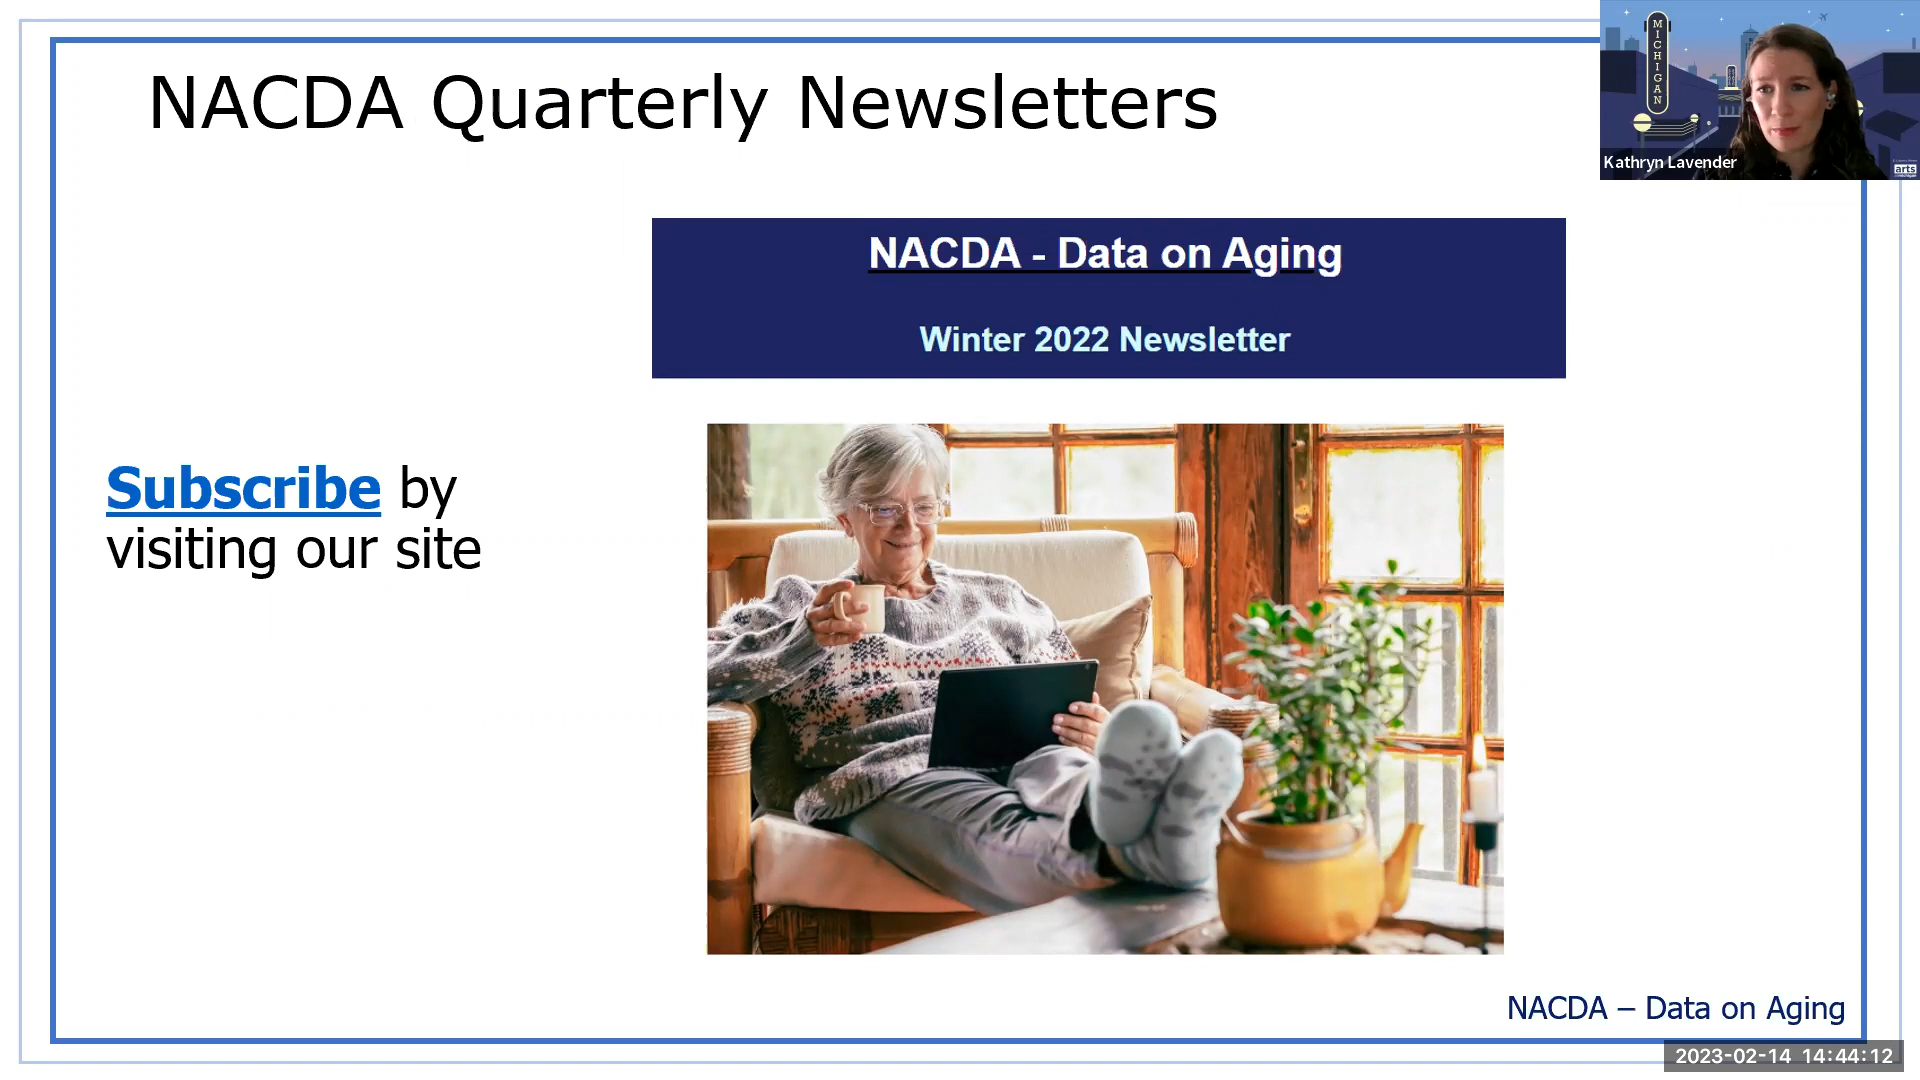 NACDA Quarterly Newsletters
MICHIGAN
Kathryn Lavender
arts
NACDA - Data on Aging
Winter 2022 Newsletter
Subscribe by
visiting our site
NACDA – Data on Aging
2023-02-14 14:44:12